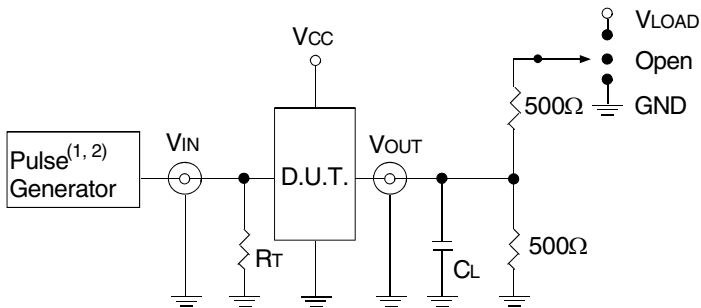 VLOAD
VCC
Open
500Ω
GND
Pulse(1, 2)
Generator
VIN
D.U.T.
VOUT
RT
CL
500Ω